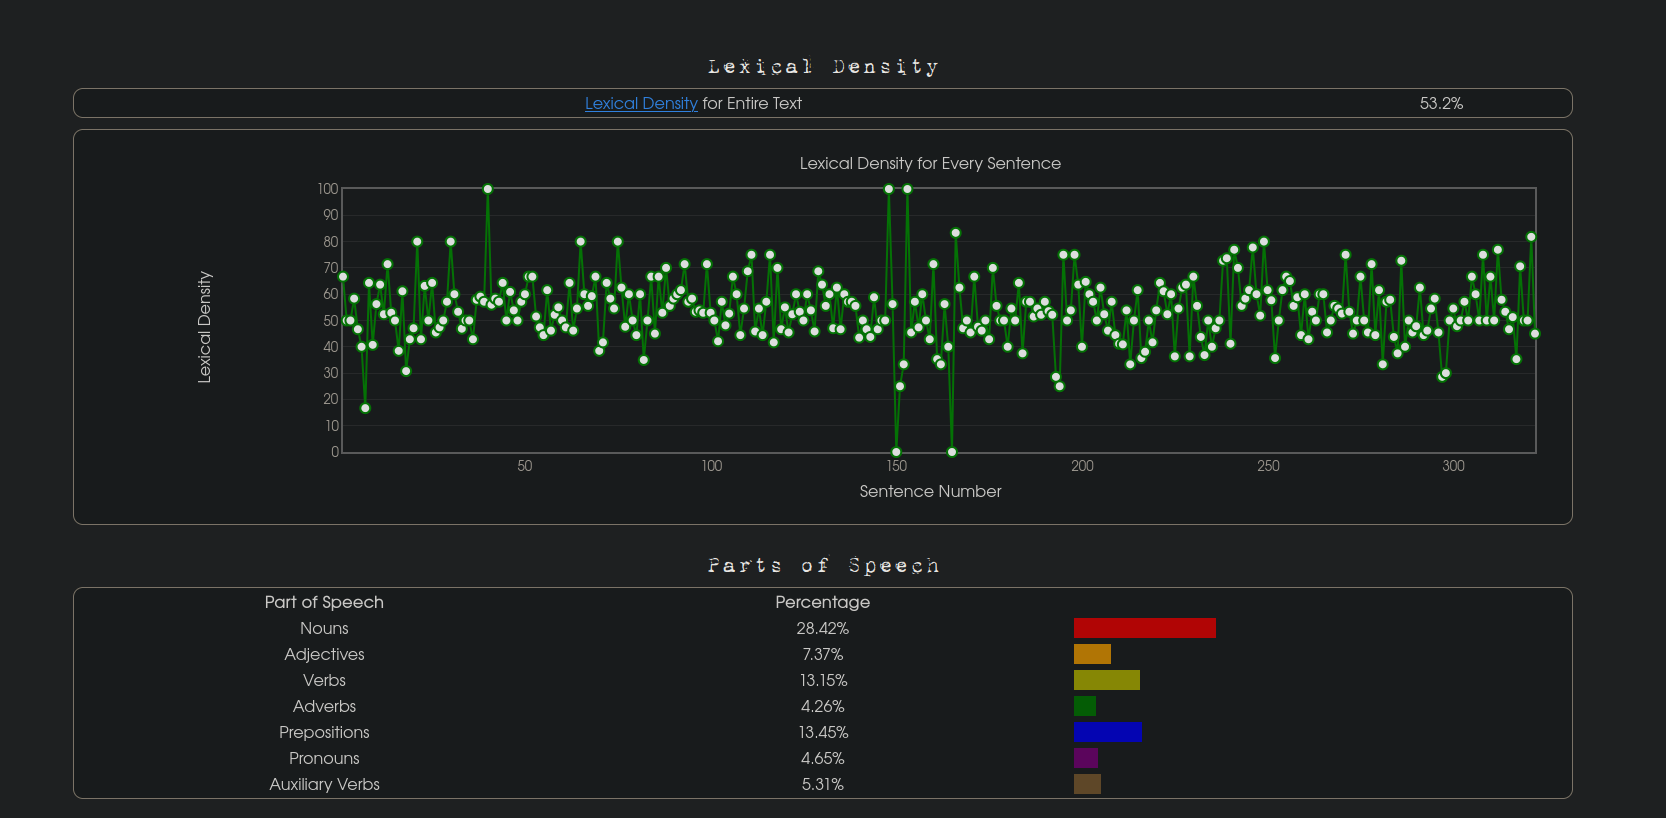 Lexical Density
Lexical Density for Entire Text 53.2%
Lexical Density for Every Sentence
100
90
80
70
60
50
40
30
20
10
0
Lexical Density
50 100 150 200 250 300
Sentence Number
Parts of Speech
Part of Speech Percentage
Nouns 28.42%
Adjectives 7.37%
Verbs 13.15%
Adverbs 4.26%
Prepositions 13.45%
Pronouns 4.65%
Auxiliary Verbs 5.31%